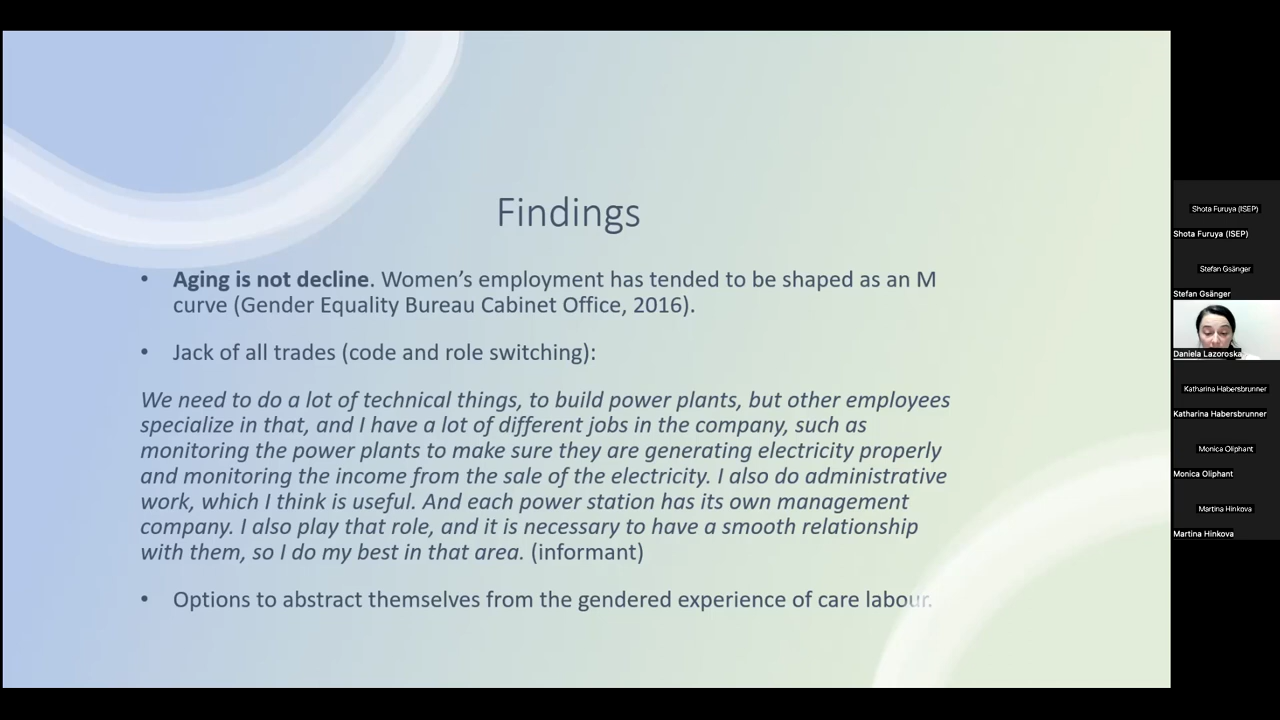 Findings
• Aging is not decline. Women’s employment has tended to be shaped as an M
curve (Gender Equality Bureau Cabinet Office, 2016).
• Jack of all trades (code and role switching):
We need to do a lot of technical things, to build power plants, but other employees
specialize in that, and I have a lot of different jobs in the company, such as
monitoring the power plants to make sure they are generating electricity properly
and monitoring the income from the sale of the electricity. I also do administrative
work, which I think is useful. And each power station has its own management
company. I also play that role, and it is necessary to have a smooth relationship
with them, so I do my best in that area. (informant)
• Options to abstract themselves from the gendered experience of care labour.
Shota Furuya (ISEP)
Shota Furuya (ISEP)
Stefan Gsänger
Stefan Gsänger
Daniela Lazoroska
Katharina Habersbrunner
Katharina Habersbrunner
Monica Oliphant
Monica Oliphant
Martina Hinkova
Martina Hinkova